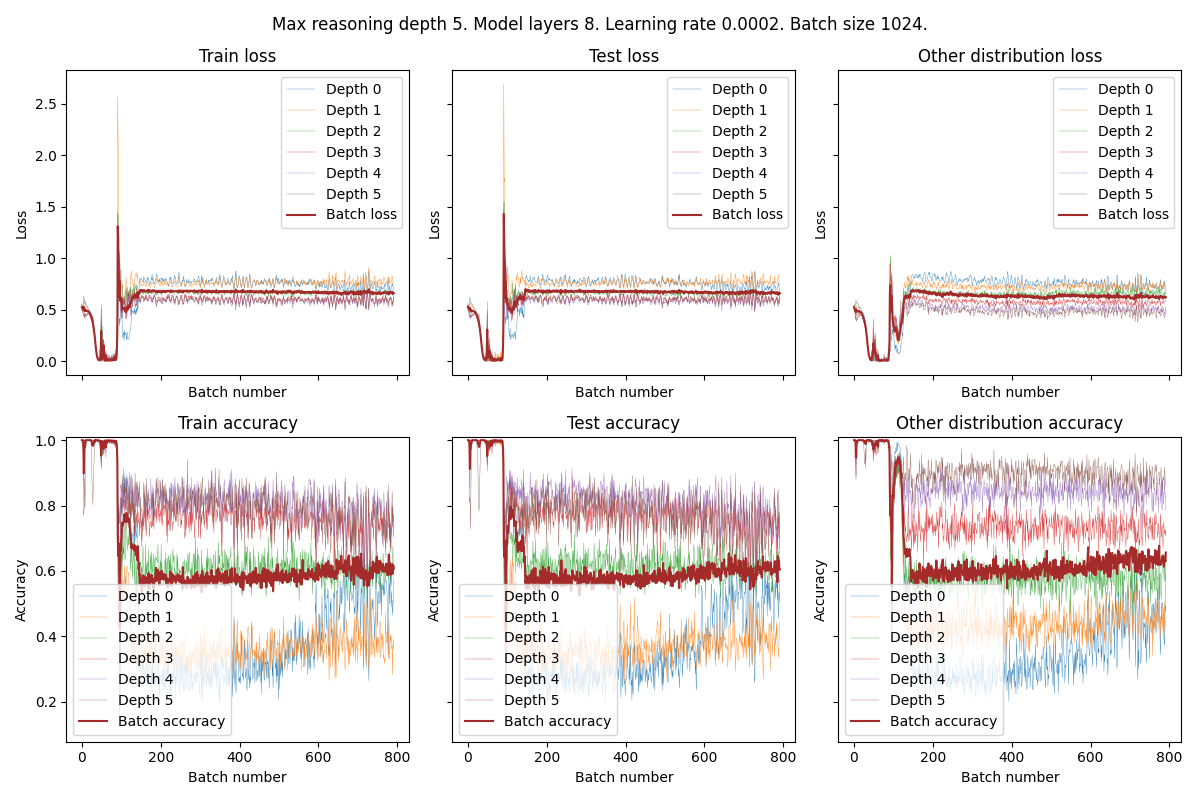 Max reasoning depth 5. Model layers 8. Learning rate 0.0002. Batch size 1024.
Train loss
Loss
2.5
2.0
1.5
1.0
0.5
0.0
Depth 0
Depth 1
Depth 2
Depth 3
Depth 4
Depth 5
Batch loss
Batch number
Test loss
Loss
Depth 0
Depth 1
Depth 2
Depth 3
Depth 4
Depth 5
Batch loss
Batch number
Other distribution loss
Loss
Depth 0
Depth 1
Depth 2
Depth 3
Depth 4
Depth 5
Batch loss
Batch number
Train accuracy
Accuracy
1.0
0.8
0.6
0.4
0.2
Depth 0
Depth 1
Depth 2
Depth 3
Depth 4
Depth 5
Batch accuracy
0 200 400 600 800
Batch number
Test accuracy
Accuracy
Depth 0
Depth 1
Depth 2
Depth 3
Depth 4
Depth 5
Batch accuracy
0 200 400 600 800
Batch number
Other distribution accuracy
Accuracy
Depth 0
Depth 1
Depth 2
Depth 3
Depth 4
Depth 5
Batch accuracy
0 200 400 600 800
Batch number